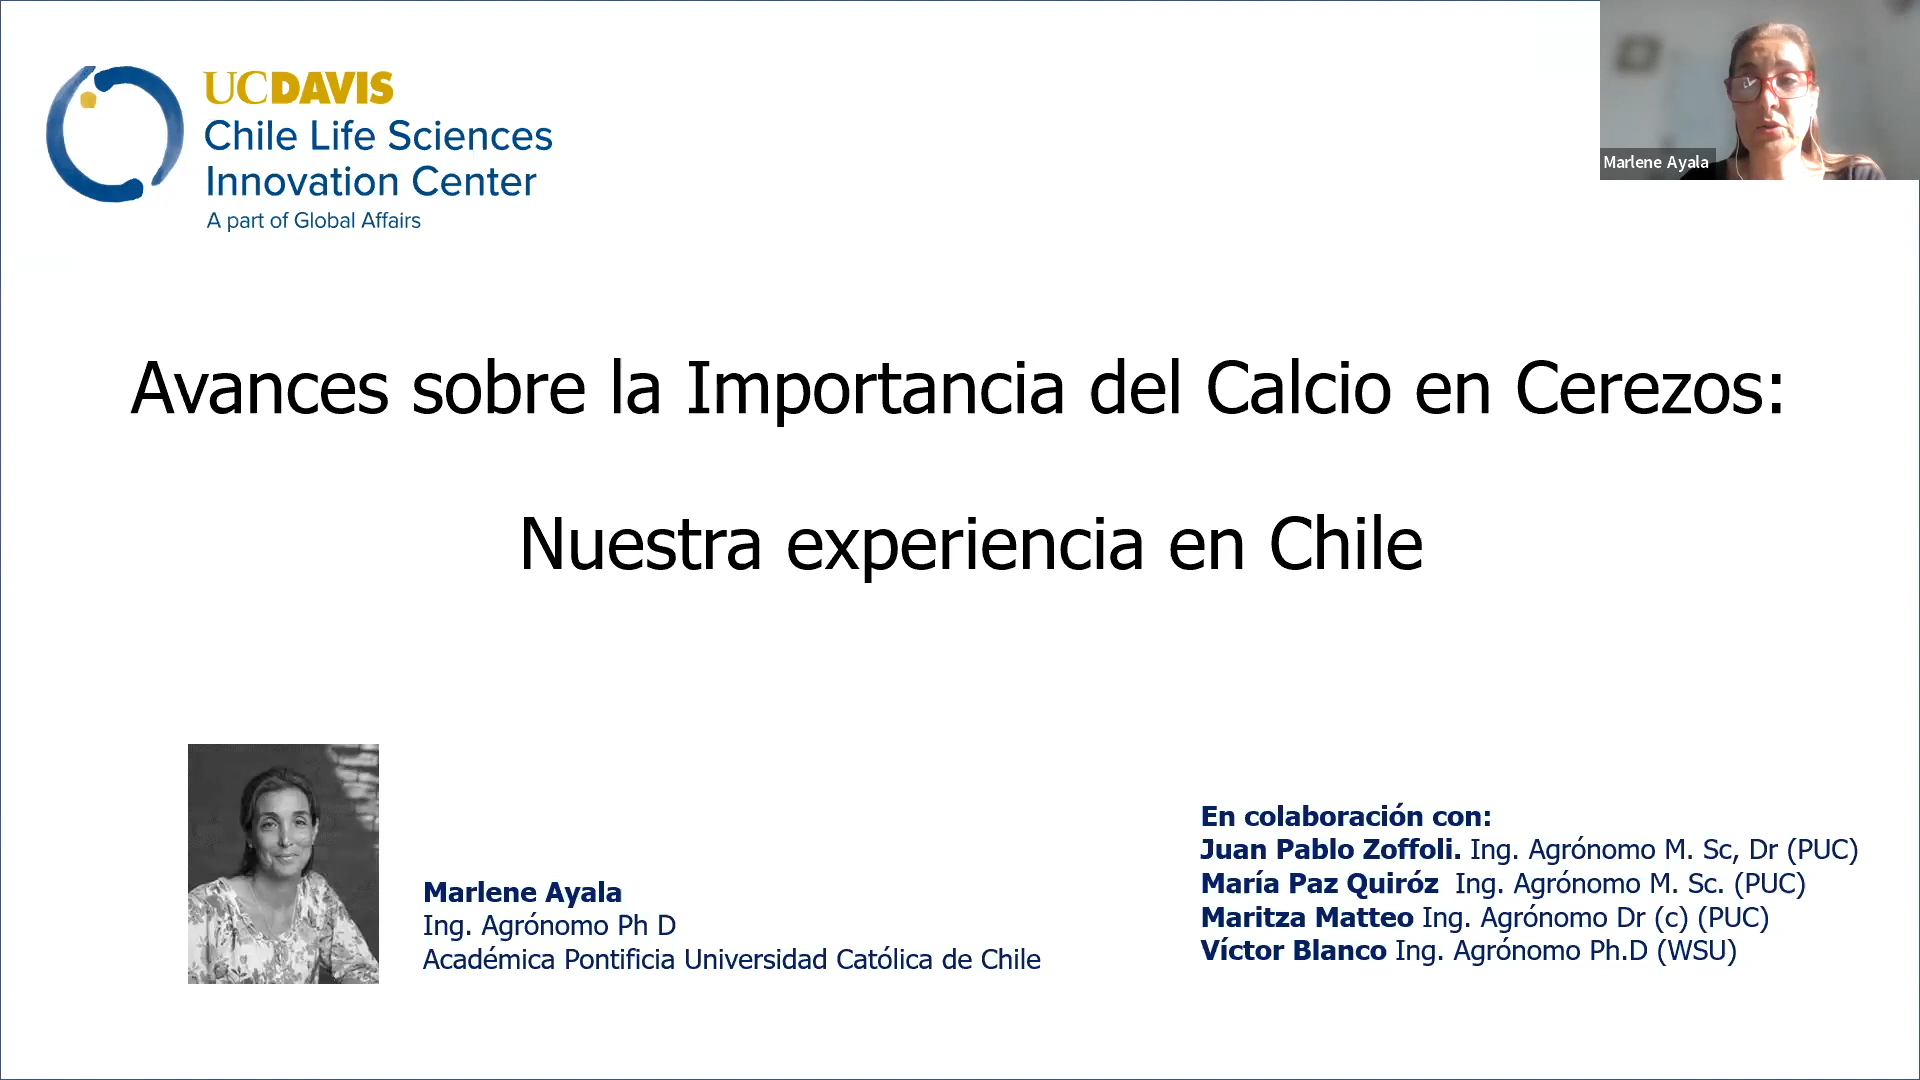 UCDAVIS
Chile Life Sciences
Innovation Center
A part of Global Affairs
Marlene Ayala
Avances sobre la Importancia del Calcio en Cerezos:
Nuestra experiencia en Chile
Marlene Ayala
Ing. Agrónomo Ph D
Académica Pontificia Universidad Católica de Chile
En colaboración con:
Juan Pablo Zoffoli. Ing. Agrónomo M. Sc, Dr (PUC)
María Paz Quiróz Ing. Agrónomo M. Sc. (PUC)
Maritza Matteo Ing. Agrónomo Dr (c) (PUC)
Víctor Blanco Ing. Agrónomo Ph.D (WSU)